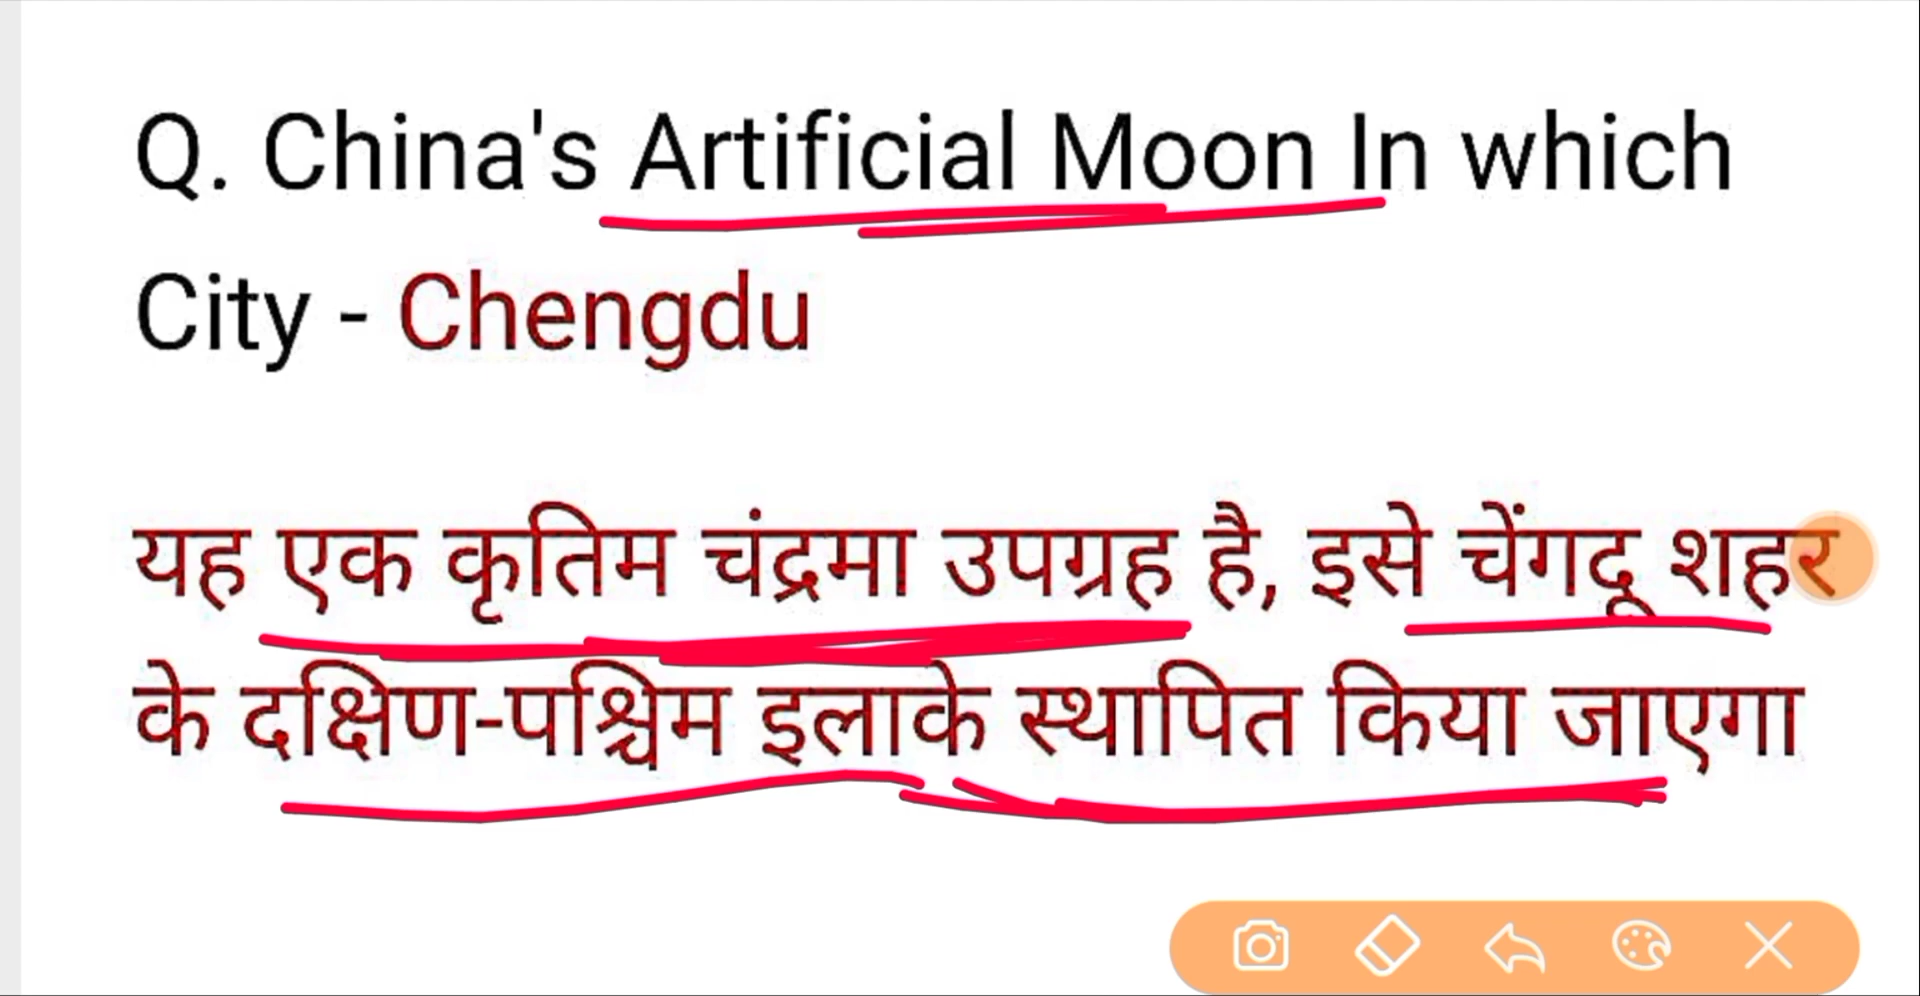 Q. China's Artificial Moon In which
City - Chengdu
यह एक कृतिम चंद्रमा उपग्रह है, इसे चेंगदू शहर
के दक्षिण-पश्चिम इलाके स्थापित किया जाएगा